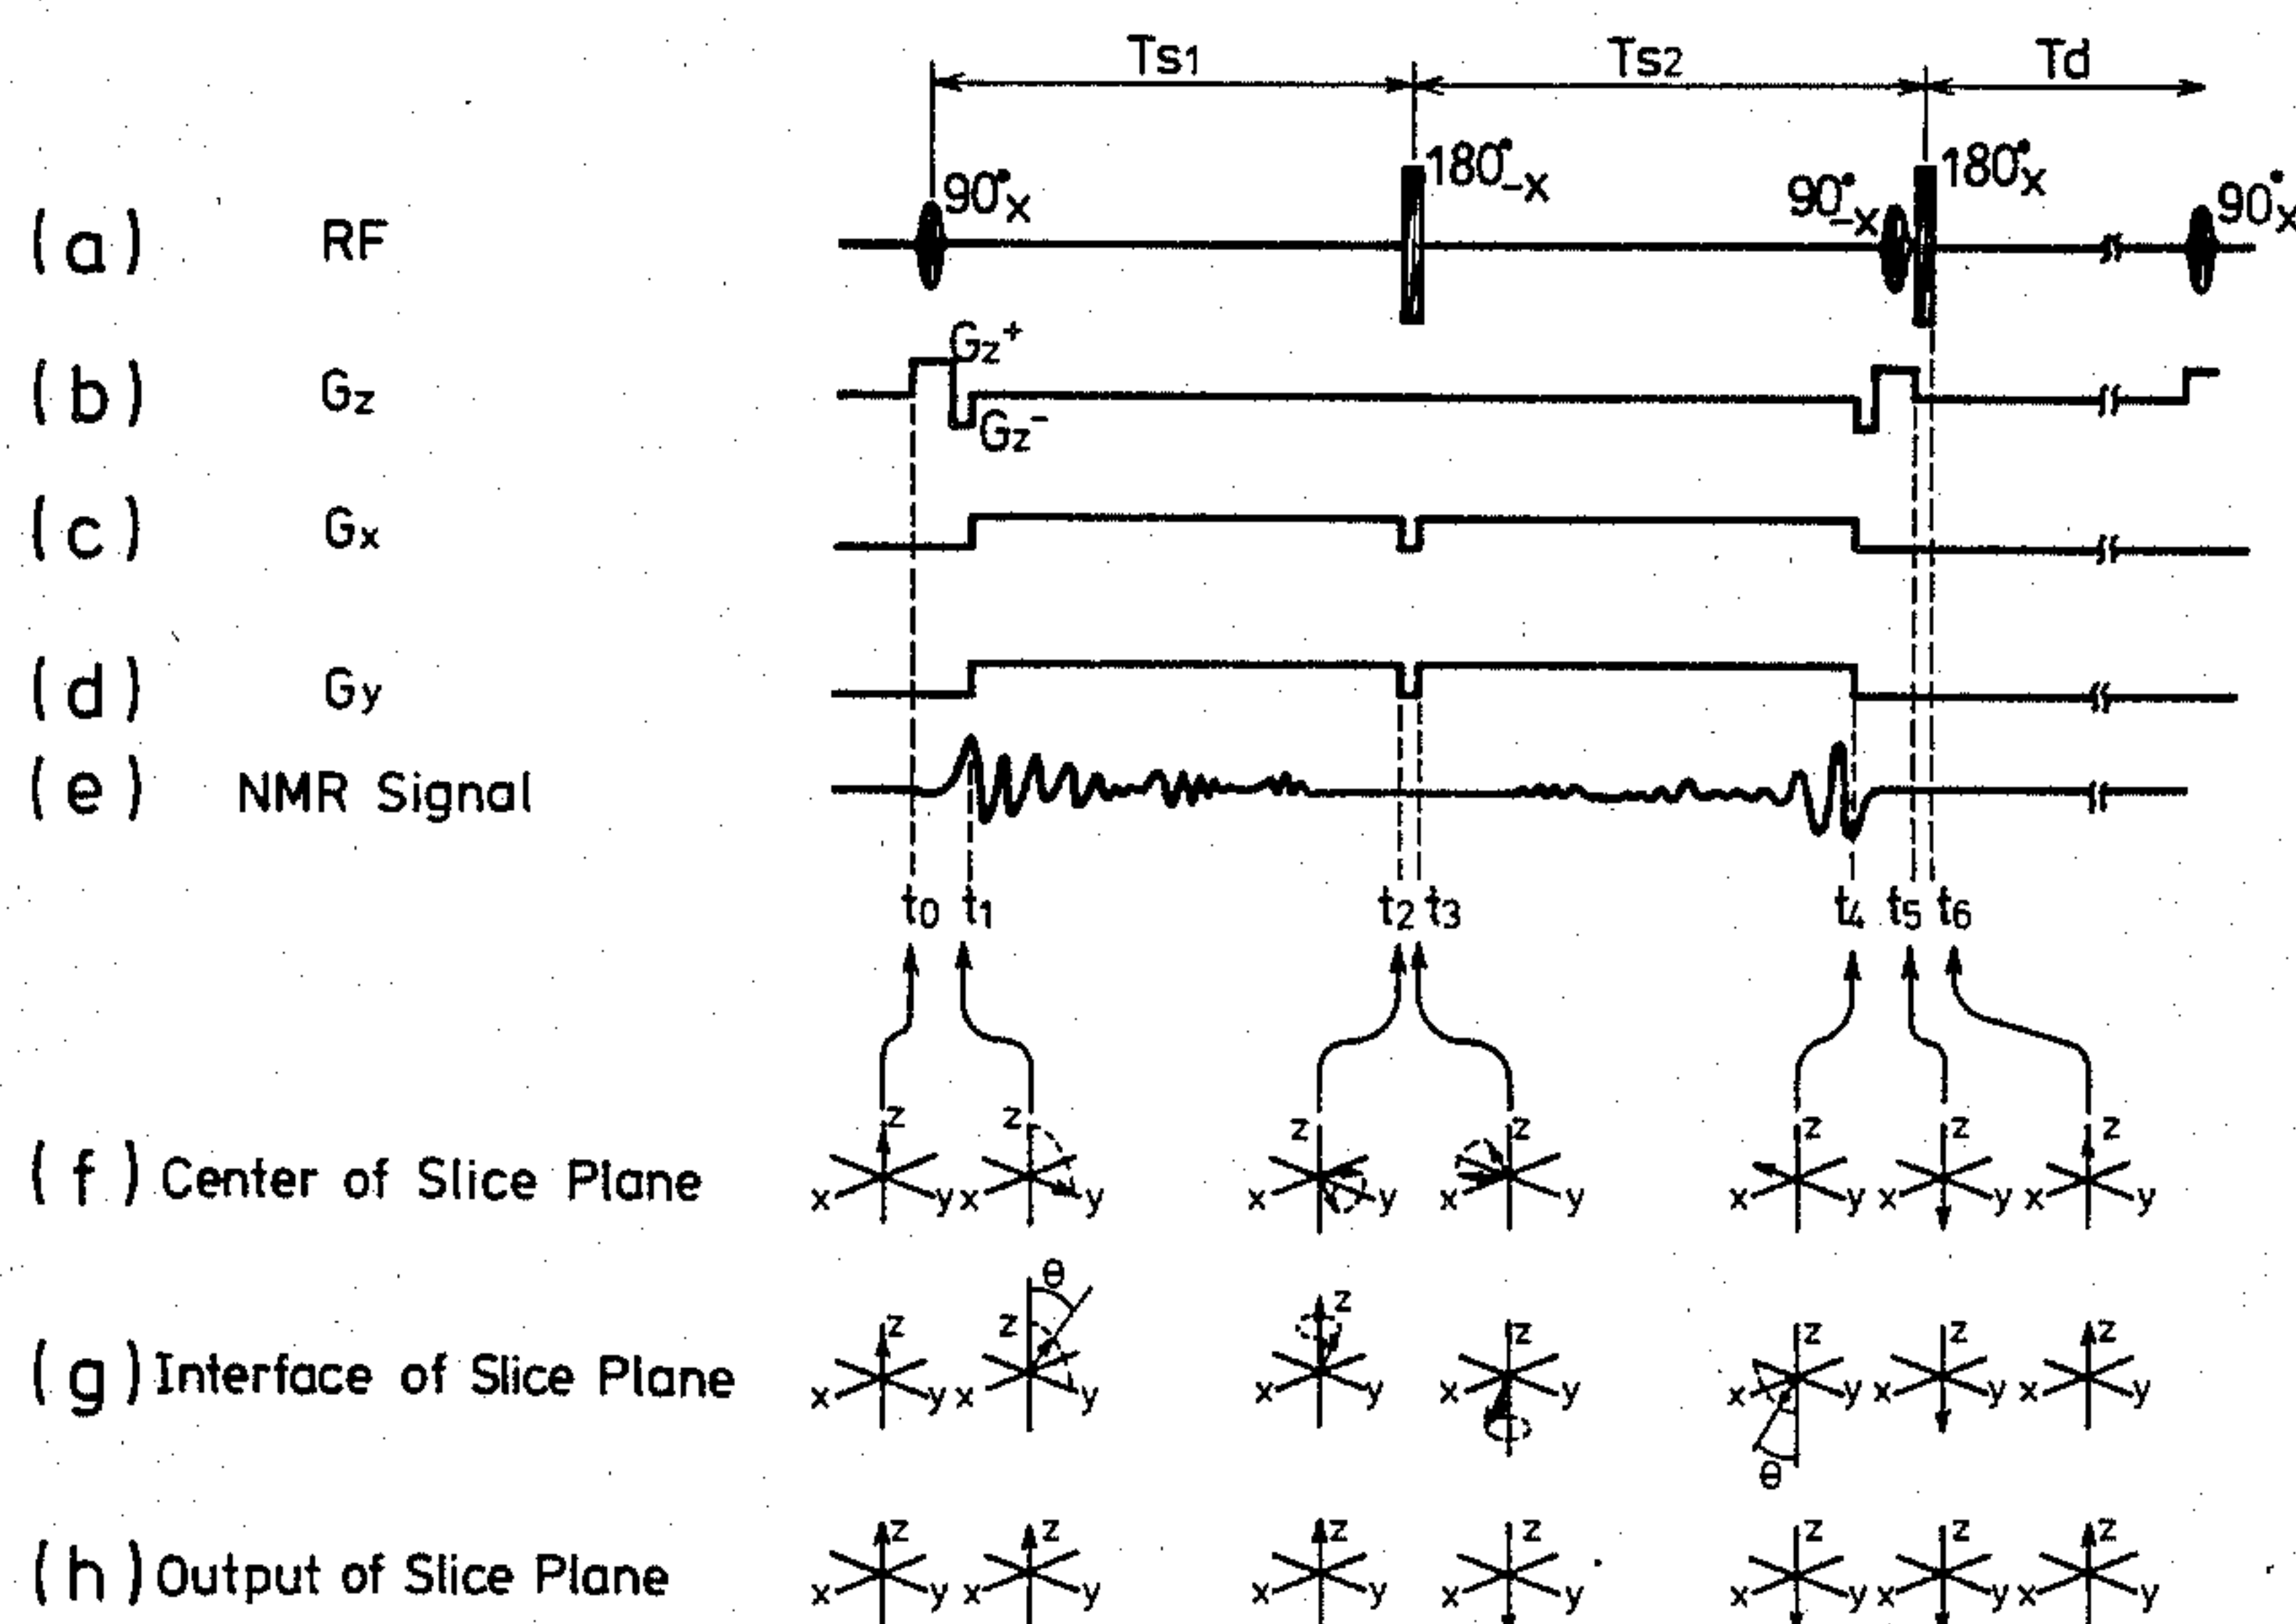 Ts1 Ts2 Td
(a) RF 90°x 180°-x 90°-x 180°x 90°x
(b) Gz Gz+ Gz-
(c) Gx
(d) Gy
(e) NMR Signal
t0 t1 t2 t3 t4 t5 t6
(f) Center of Slice Plane z x y z x y z x y z x y z x y z x y z x y
(g) Interface of Slice Plane z x y θ z x y z x y z x y z x y θ z x y z x y
(h) Output of Slice Plane z x y z x y z x y z x y z x y z x y z x y